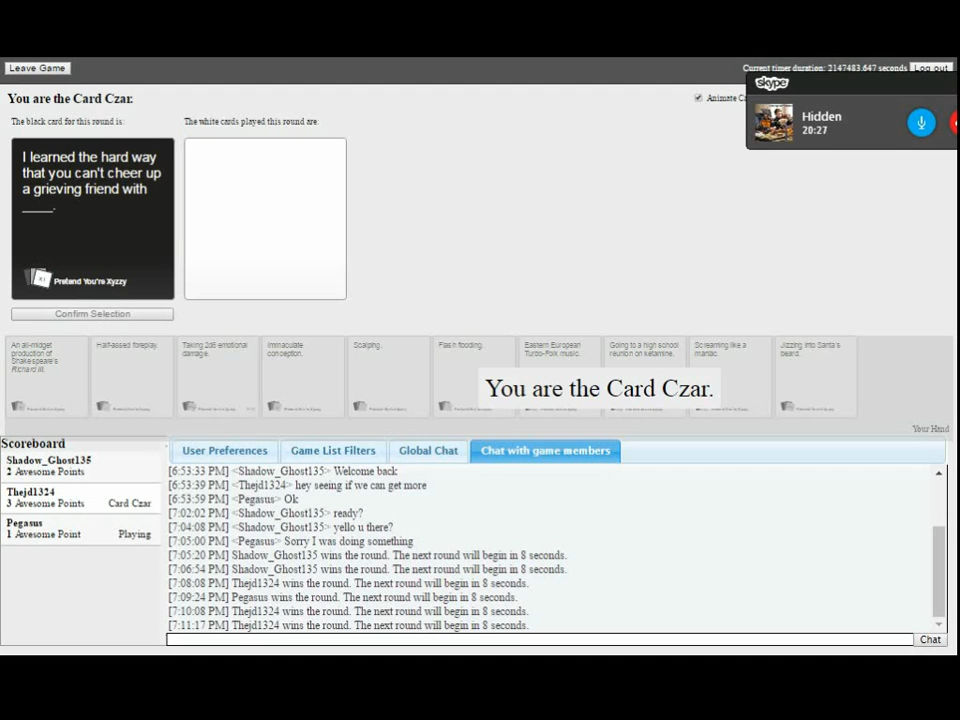 Leave Game
Current timer duration: 2147483.647 seconds
Log out
skype
Hidden
20:27
You are the Card Czar.
Animate C
The black card for this round is:
The white cards played this round are:
I learned the hard way
that you can't cheer up
a grieving friend with
____.
Pretend You're Xyzzy
Confirm Selection
An all-midget
production of
Shakespeare's
Richard III.
Half-assed foreplay.
Taking 2d6 emotional
damage.
Immaculate
conception.
Scalping.
Flash flooding.
Eastern European
Turbo-Folk music.
Going to a high school
reunion on ketamine.
Screaming like a
maniac.
Jizzing into Santa's
beard.
You are the Card Czar.
Your Hand
Scoreboard
Shadow_Ghost135
2 Awesome Points
Thejd1324
3 Awesome Points Card Czar
Pegasus
1 Awesome Point Playing
User Preferences
Game List Filters
Global Chat
Chat with game members
[6:53:33 PM] <Shadow_Ghost135> Welcome back
[6:53:39 PM] <Thejd1324> hey seeing if we can get more
[6:53:59 PM] <Pegasus> Ok
[7:02:02 PM] <Shadow_Ghost135> ready?
[7:04:08 PM] <Shadow_Ghost135> yello u there?
[7:05:00 PM] <Pegasus> Sorry I was doing something
[7:05:20 PM] Shadow_Ghost135 wins the round. The next round will begin in 8 seconds.
[7:06:54 PM] Shadow_Ghost135 wins the round. The next round will begin in 8 seconds.
[7:08:08 PM] Thejd1324 wins the round. The next round will begin in 8 seconds.
[7:09:24 PM] Pegasus wins the round. The next round will begin in 8 seconds.
[7:10:08 PM] Thejd1324 wins the round. The next round will begin in 8 seconds.
[7:11:17 PM] Thejd1324 wins the round. The next round will begin in 8 seconds.
Chat